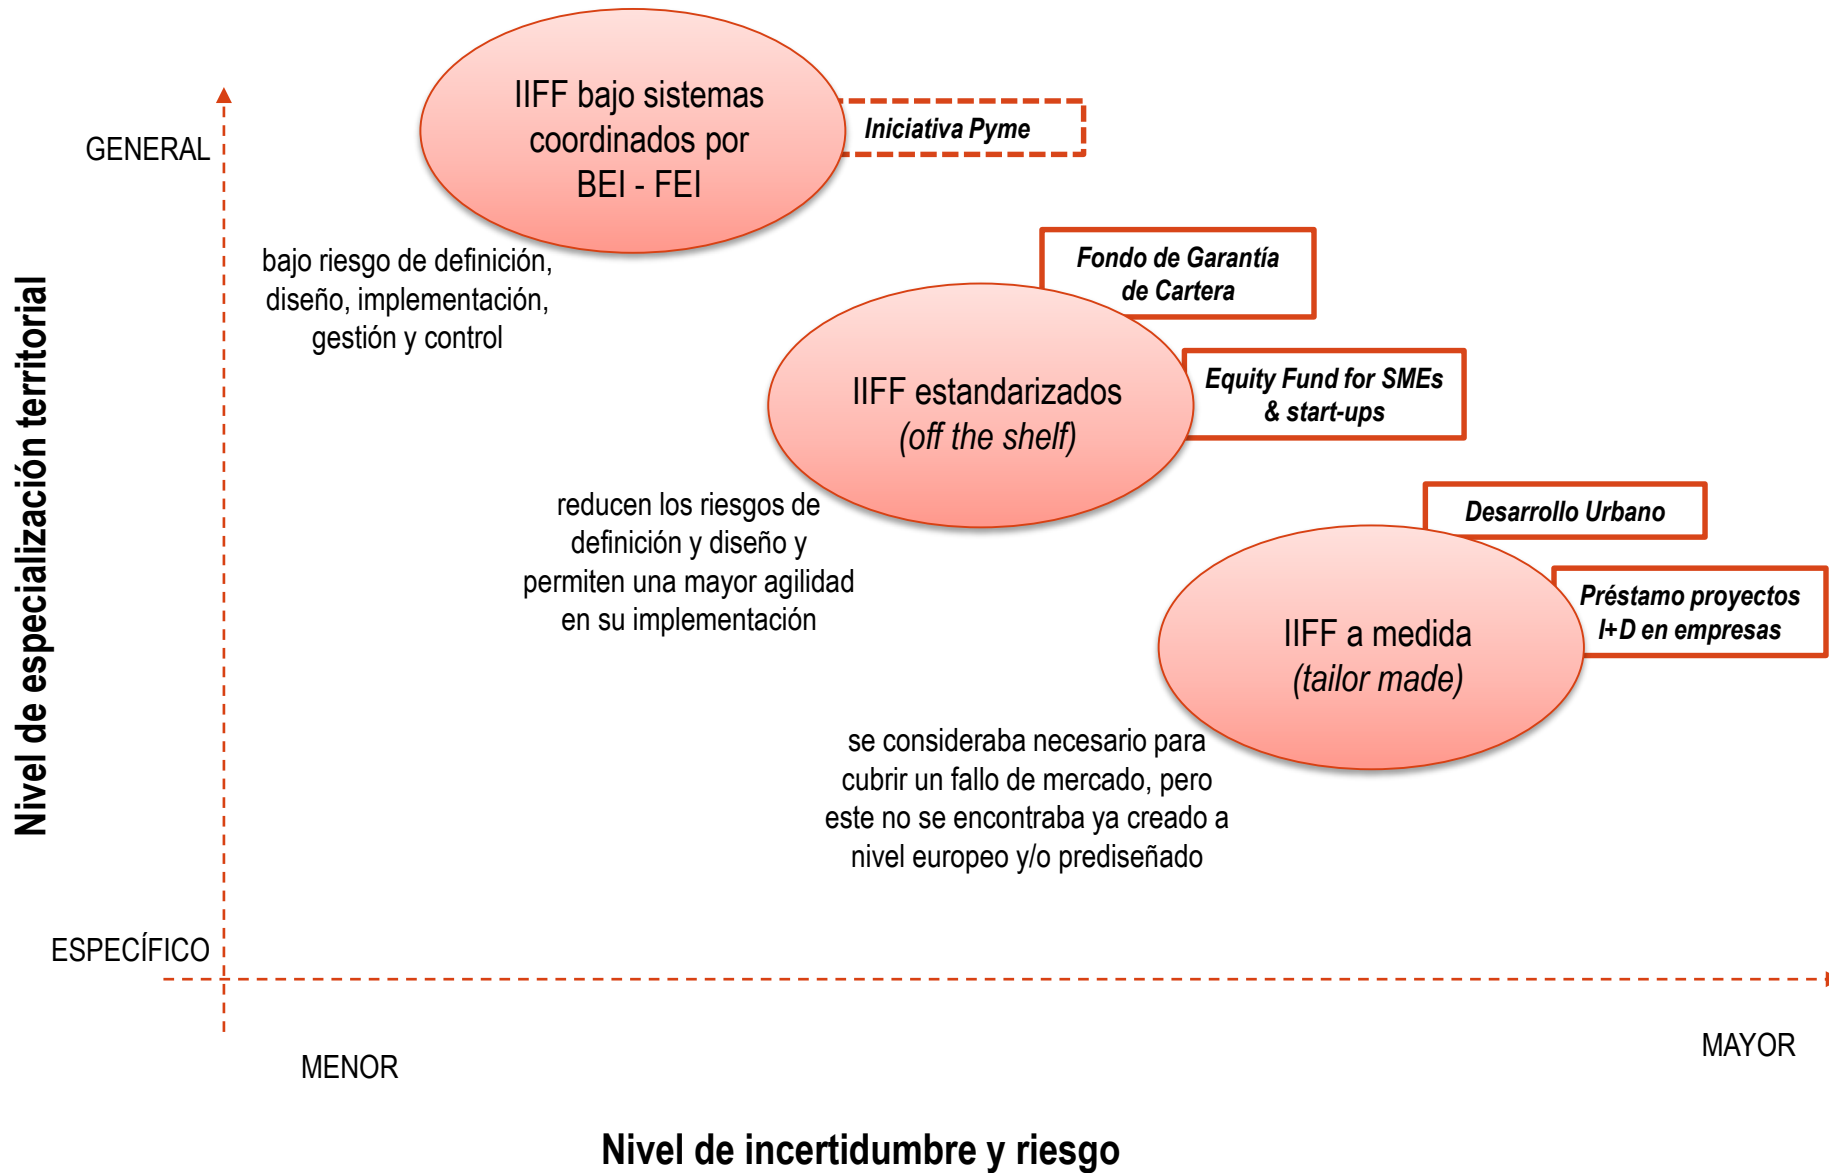 IIFF bajo sistemas
coordinados por
BEI - FEI
Iniciativa Pyme
GENERAL
bajo riesgo de definición,
diseño, implementación,
gestión y control
Fondo de Garantía
de Cartera
IIFF estandarizados
(off the shelf)
Equity Fund for SMEs
& start-ups
reducen los riesgos de
definición y diseño y
permiten una mayor agilidad
en su implementación
Desarrollo Urbano
Préstamo proyectos
I+D en empresas
IIFF a medida
(tailor made)
se consideraba necesario para
cubrir un fallo de mercado, pero
este no se encontraba ya creado a
nivel europeo y/o prediseñado
Nivel de especialización territorial
ESPECÍFICO
MENOR
MAYOR
Nivel de incertidumbre y riesgo